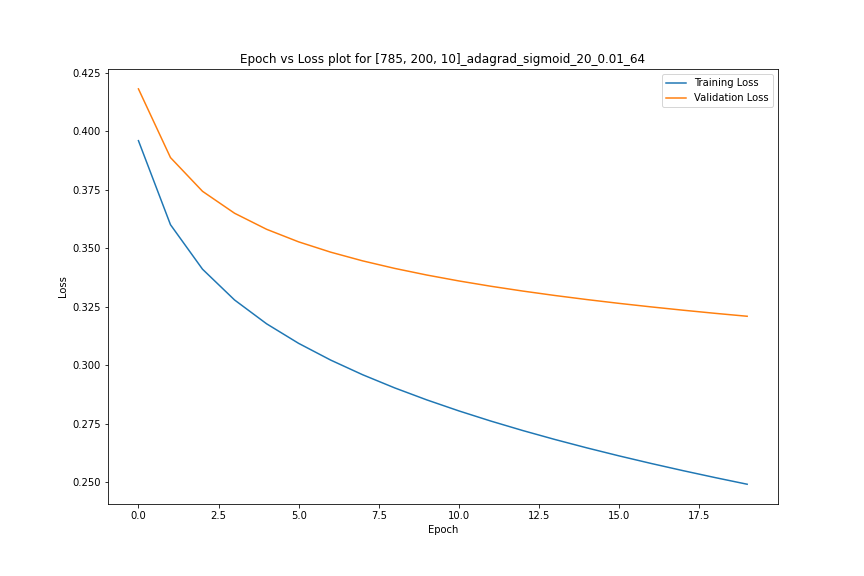 Epoch vs Loss plot for [785, 200, 10]_adagrad_sigmoid_20_0.01_64
Training Loss
Validation Loss
0.425
0.400
0.375
0.350
0.325
0.300
0.275
0.250
Loss
0.0 2.5 5.0 7.5 10.0 12.5 15.0 17.5
Epoch